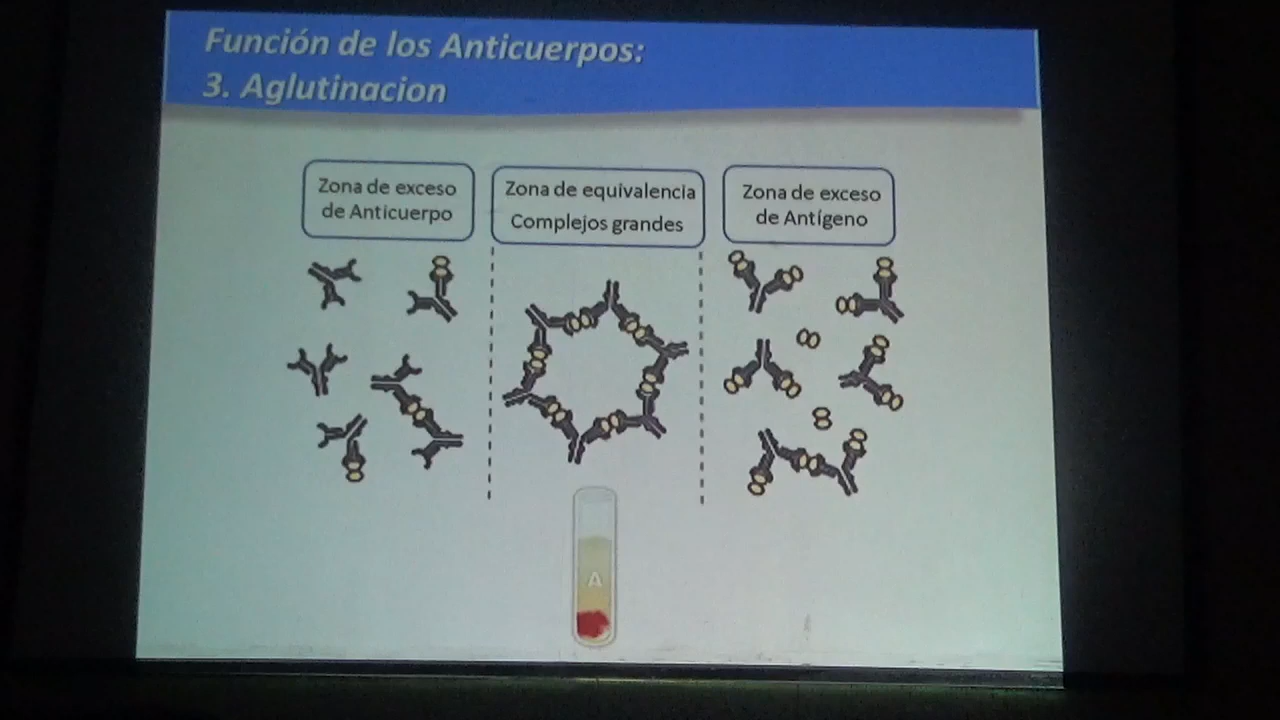 Función de los Anticuerpos:
3. Aglutinacion
Zona de exceso
de Anticuerpo
Zona de equivalencia
Complejos grandes
Zona de exceso
de Antígeno
A